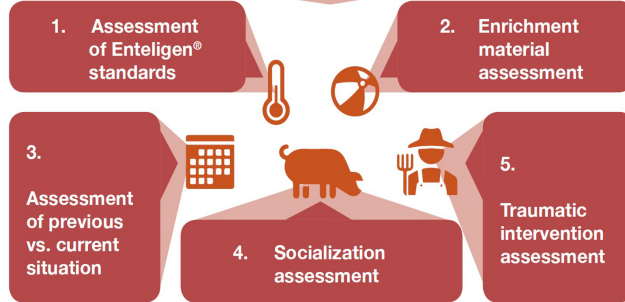 1. Assessment
of Enteligen® 
standards
2. Enrichment
material
assessment
3.
Assessment
of previous
vs. current
situation
4. Socialization
assessment
5.
Traumatic
intervention
assessment